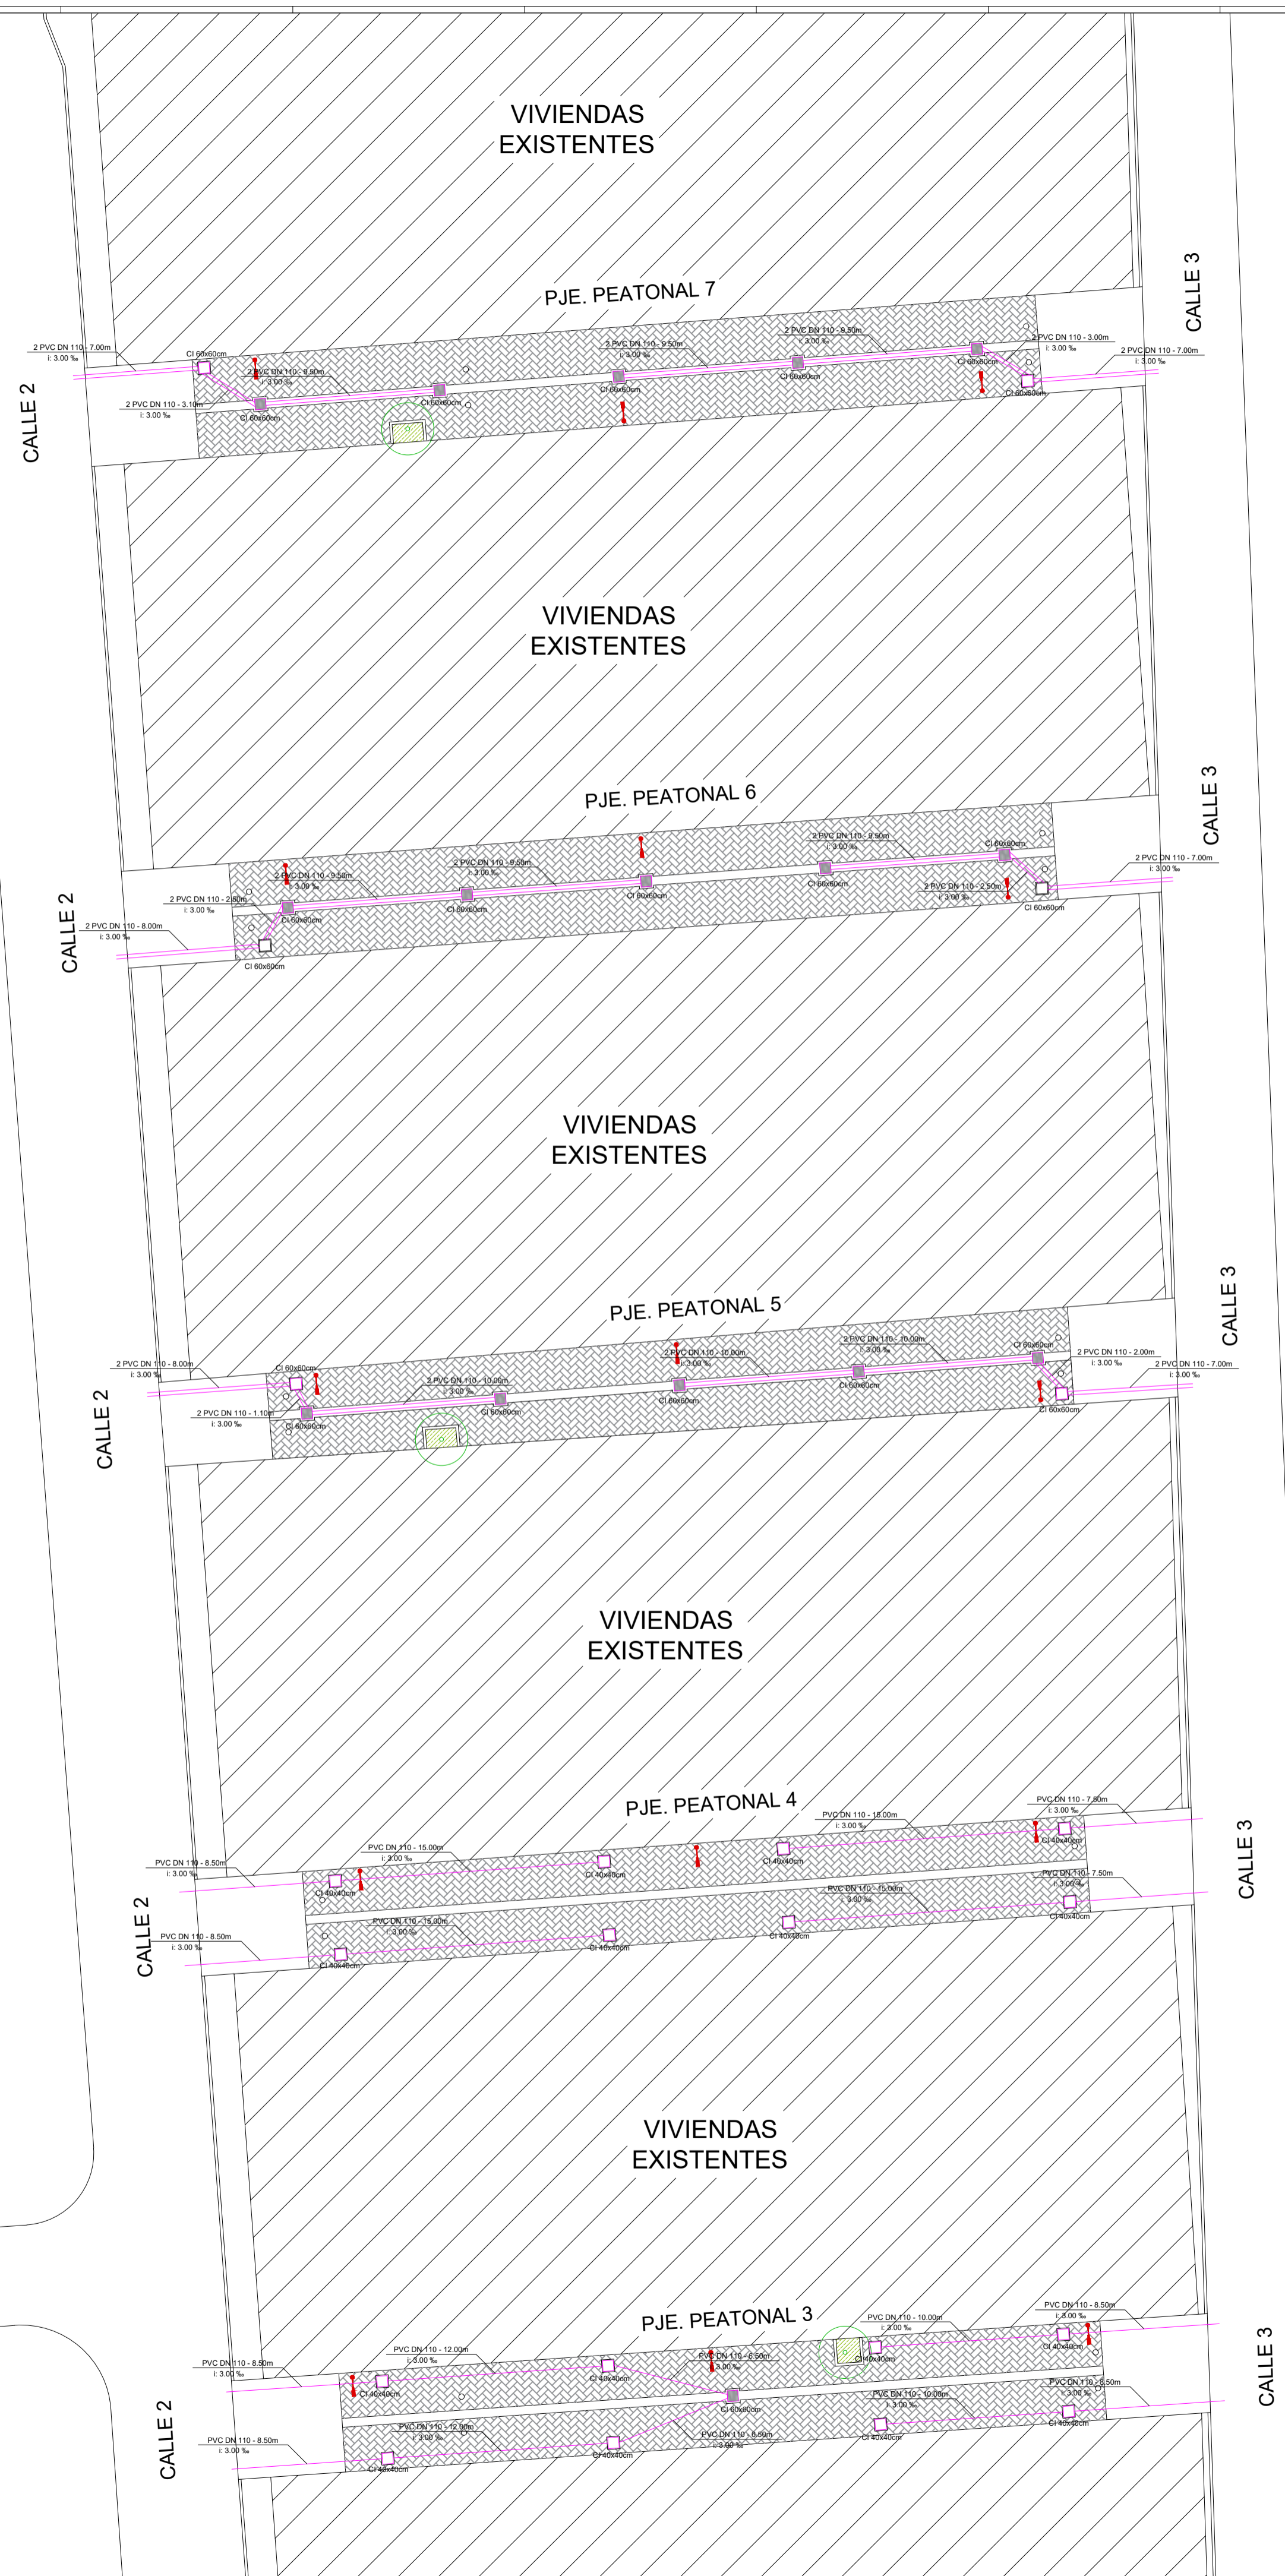 VIVIENDAS
EXISTENTES
PJE. PEATONAL 7
CALLE 3
CALLE 2
2 PVC DN 110 - 7.00m
i: 3.00 ‰
CI 60x60cm
2 PVC DN 110 - 9.50m
i: 3.00 ‰
2 PVC DN 110 - 3.10m
i: 3.00 ‰
CI 60x60cm
CI 60x60cm
2 PVC DN 110 - 9.50m
i: 3.00 ‰
CI 60x60cm
2 PVC DN 110 - 9.50m
i: 3.00 ‰
CI 60x60cm
CI 60x60cm
2 PVC DN 110 - 3.00m
i: 3.00 ‰
2 PVC DN 110 - 7.00m
i: 3.00 ‰
CI 60x60cm
VIVIENDAS
EXISTENTES
PJE. PEATONAL 6
CALLE 3
CALLE 2
2 PVC DN 110 - 8.00m
i: 3.00 ‰
2 PVC DN 110 - 2.50m
i: 3.00 ‰
2 PVC DN 110 - 9.50m
i: 3.00 ‰
CI 60x60cm
CI 60x60cm
2 PVC DN 110 - 9.50m
i: 3.00 ‰
CI 60x60cm
CI 60x60cm
2 PVC DN 110 - 9.50m
i: 3.00 ‰
CI 60x60cm
CI 60x60cm
2 PVC DN 110 - 2.50m
i: 3.00 ‰
2 PVC DN 110 - 7.00m
i: 3.00 ‰
CI 60x60cm
VIVIENDAS
EXISTENTES
PJE. PEATONAL 5
CALLE 3
CALLE 2
2 PVC DN 110 - 8.00m
i: 3.00 ‰
CI 60x60cm
2 PVC DN 110 - 1.10m
i: 3.00 ‰
CI 60x60cm
2 PVC DN 110 - 10.00m
i: 3.00 ‰
CI 60x60cm
2 PVC DN 110 - 10.00m
i: 3.00 ‰
CI 60x60cm
2 PVC DN 110 - 10.00m
i: 3.00 ‰
CI 60x60cm
CI 60x60cm
2 PVC DN 110 - 2.00m
i: 3.00 ‰
2 PVC DN 110 - 7.00m
i: 3.00 ‰
CI 60x60cm
VIVIENDAS
EXISTENTES
PJE. PEATONAL 4
CALLE 3
CALLE 2
PVC DN 110 - 8.50m
i: 3.00 ‰
PVC DN 110 - 15.00m
i: 3.00 ‰
CI 40x40cm
CI 40x40cm
PVC DN 110 - 15.00m
i: 3.00 ‰
CI 40x40cm
PVC DN 110 - 7.50m
i: 3.00 ‰
CI 40x40cm
PVC DN 110 - 8.50m
i: 3.00 ‰
PVC DN 110 - 15.00m
i: 3.00 ‰
CI 40x40cm
CI 40x40cm
PVC DN 110 - 15.00m
i: 3.00 ‰
CI 40x40cm
PVC DN 110 - 7.50m
i: 3.00 ‰
CI 40x40cm
VIVIENDAS
EXISTENTES
PJE. PEATONAL 3
CALLE 3
CALLE 2
PVC DN 110 - 8.50m
i: 3.00 ‰
PVC DN 110 - 12.00m
i: 3.00 ‰
CI 40x40cm
CI 40x40cm
PVC DN 110 - 6.50m
i: 3.00 ‰
CI 60x60cm
PVC DN 110 - 10.00m
i: 3.00 ‰
CI 40x40cm
PVC DN 110 - 8.50m
i: 3.00 ‰
CI 40x40cm
PVC DN 110 - 8.50m
i: 3.00 ‰
PVC DN 110 - 12.00m
i: 3.00 ‰
CI 40x40cm
CI 40x40cm
PVC DN 110 - 6.50m
i: 3.00 ‰
PVC DN 110 - 10.00m
i: 3.00 ‰
CI 40x40cm
PVC DN 110 - 8.50m
i: 3.00 ‰
CI 40x40cm